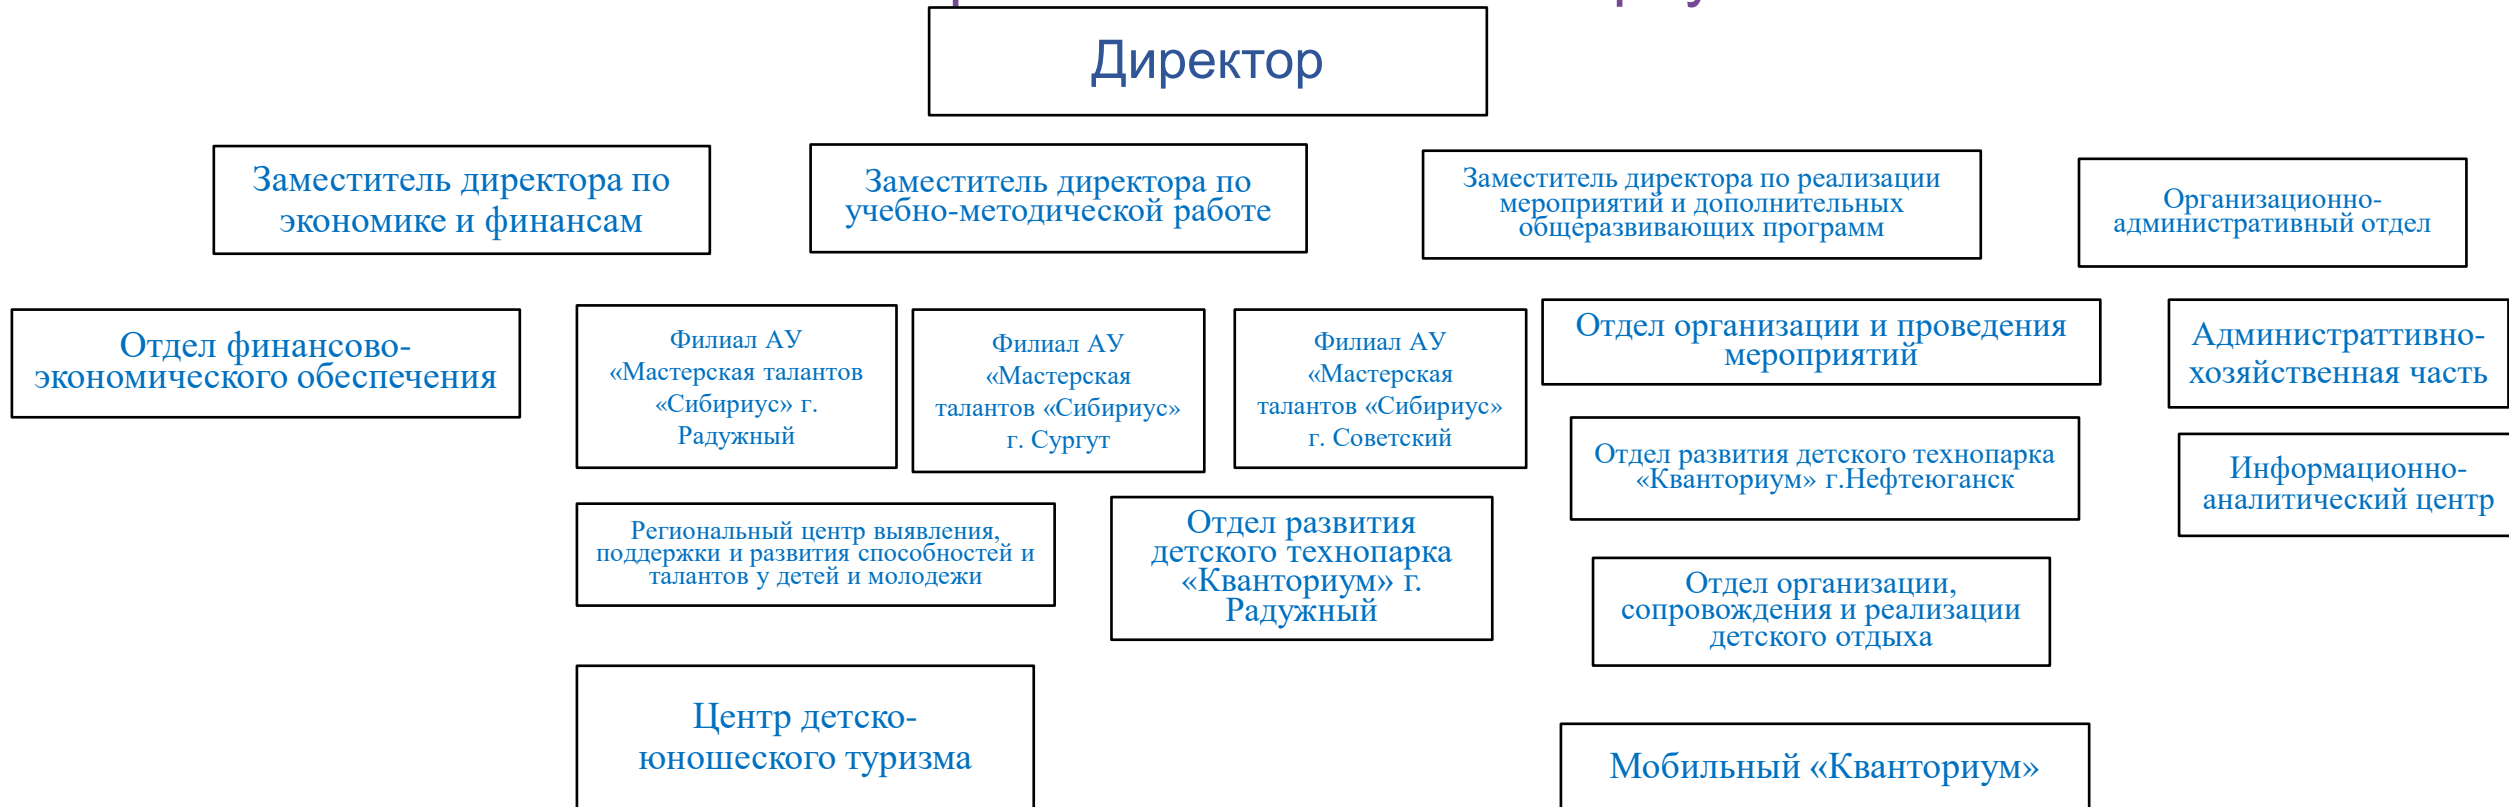 Директор
Заместитель директора по
экономике и финансам
Заместитель директора по
учебно-методической работе
Заместитель директора по реализации
мероприятий и дополнительных
общеразвивающих программ
Организационно-
административный отдел
Отдел финансово-
экономического обеспечения
Филиал АУ
«Мастерская талантов
«Сибириус» г.
Радужный
Филиал АУ
«Мастерская
талантов «Сибириус»
г. Сургут
Филиал АУ
«Мастерская
талантов «Сибириус»
г. Советский
Отдел организации и проведения
мероприятий
Администраттивно-
хозяйственная часть
Отдел развития детского технопарка
«Кванториум» г.Нефтеюганск
Информационно-
аналитический центр
Региональный центр выявления,
поддержки и развития способностей и
талантов у детей и молодежи
Отдел развития
детского технопарка
«Кванториум» г.
Радужный
Отдел организации,
сопровождения и реализации
детского отдыха
Центр детско-
юношеского туризма
Мобильный «Кванториум»